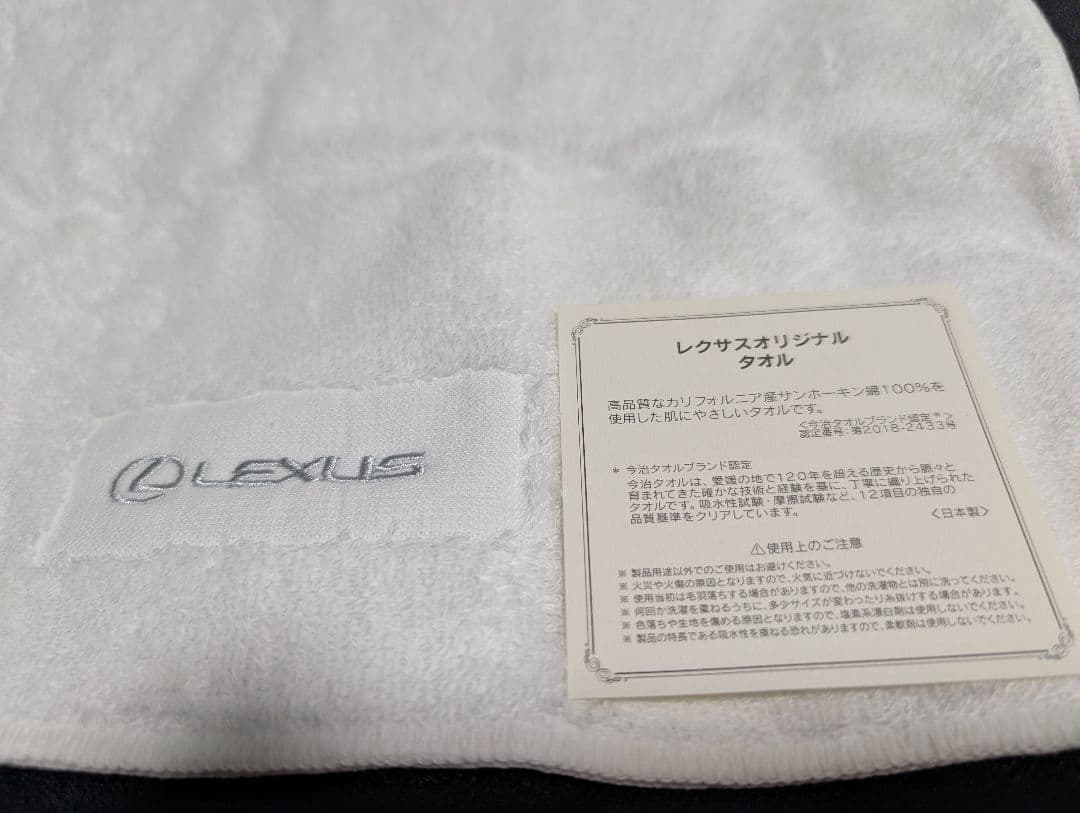 LEXUS
レクサスオリジナル
タオル
高品質なカリフォルニア産サンホーキン綿100%を
使用した肌にやさしいタオルです。
<今治タオルブランド認定*>
認定番号:第2018-2433号
* 今治タオルブランド認定
今治タオルは、愛媛の地で120年を超える歴史から脈々と
育まれてきた確かな技術と経験を基に、丁寧に織り上げられた
タオルです。吸水性試験・摩擦試験など、12項目の独自の
品質基準をクリアしています。
<日本製>
⚠使用上のご注意
※ 製品用途以外でのご使用はお避けください。
※ 火災や火傷の原因となりますので、火気に近づけないでください。
※ 使用当初は毛羽落ちする場合がありますので、他の洗濯物とは別に洗ってください。
※ 何回か洗濯を重ねるうちに、多少サイズが変わったり糸抜けする場合があります。
※ 色落ちや生地を傷める原因となりますので、塩素系漂白剤は使用しないでください。
※ 製品の特長である吸水性を損ねる恐れがありますので、柔軟剤は使用しないでください。